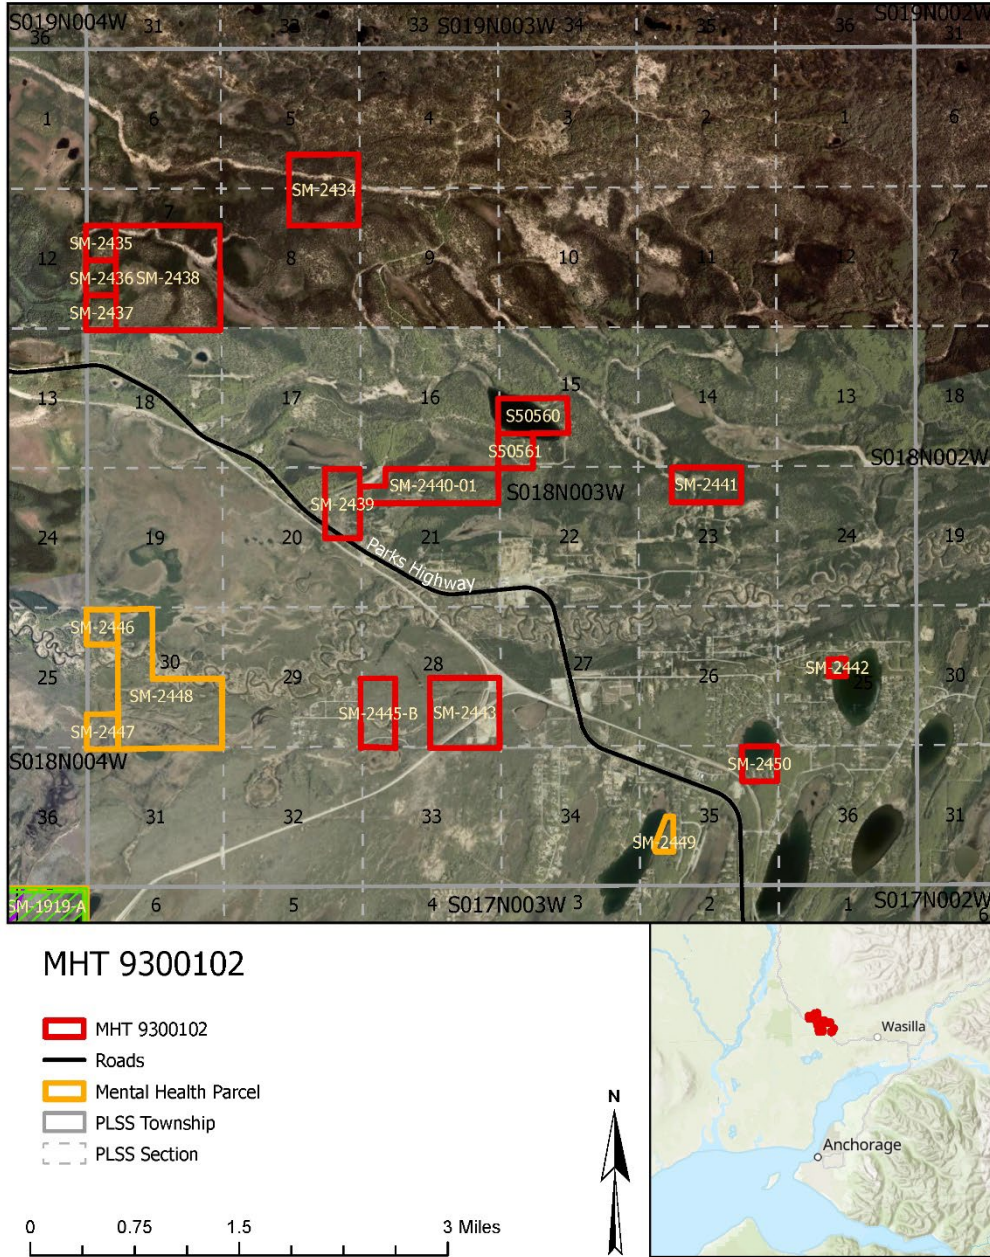 S019N004W
S019N003W
S019N002W
36
31
32
33
34
35
36
31
1
6
5
4
3
2
1
6
SM-2434
7
SM-2435
12
SM-2436
SM-2438
8
9
10
11
12
7
SM-2437
13
18
17
16
15
14
13
18
S50560
S50561
S018N002W
SM-2440-01
SM-2441
SM-2439
S018N003W
24
19
20
21
22
23
24
19
Parks Highway
SM-2446
30
29
28
27
26
SM-2442
25
30
25
SM-2448
SM-2445-B
SM-2443
SM-2447
S018N004W
SM-2450
36
31
32
33
34
35
36
31
SM-2449
SM-1919-A
6
5
4
S017N003W
3
2
1
S017N002W
6
MHT 9300102
MHT 9300102
Roads
Mental Health Parcel
PLSS Township
PLSS Section
N
0 0.75 1.5 3 Miles
Wasilla
Anchorage